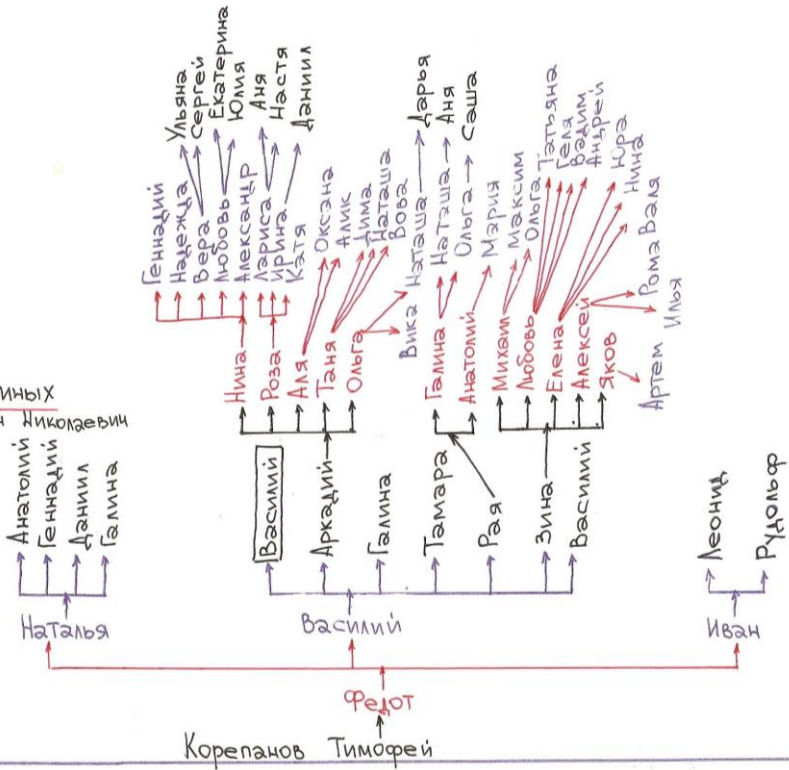 иных
Николаевич
Анатолий
Геннадий
Даниил
Галина
Наталья
Геннадий
Надежда
Вера
Любовь
Александр
Лариса
Ирина
Катя
Ульяна
Сергей
Екатерина
Юлия
Аня
Настя
Даниил
Нина
Роза
Аля
Таня
Ольга
Оксана
Алик
Дима
Наташа
Вова
Вика
Наташа
Дарья
Василий
Аркадий
Галина
Тамара
Рая
Зина
Василий
Василий
Галина
Анатолий
Наташа
Аня
Ольга
Саша
Мария
Михаил
Любовь
Елена
Алексей
Яков
Максим
Ольга
Татьяна
Геля
Вадим
Андрей
Юра
Нина
Рома
Валя
Артем
Илья
Леонид
Рудольф
Иван
Федот
Корепанов Тимофей